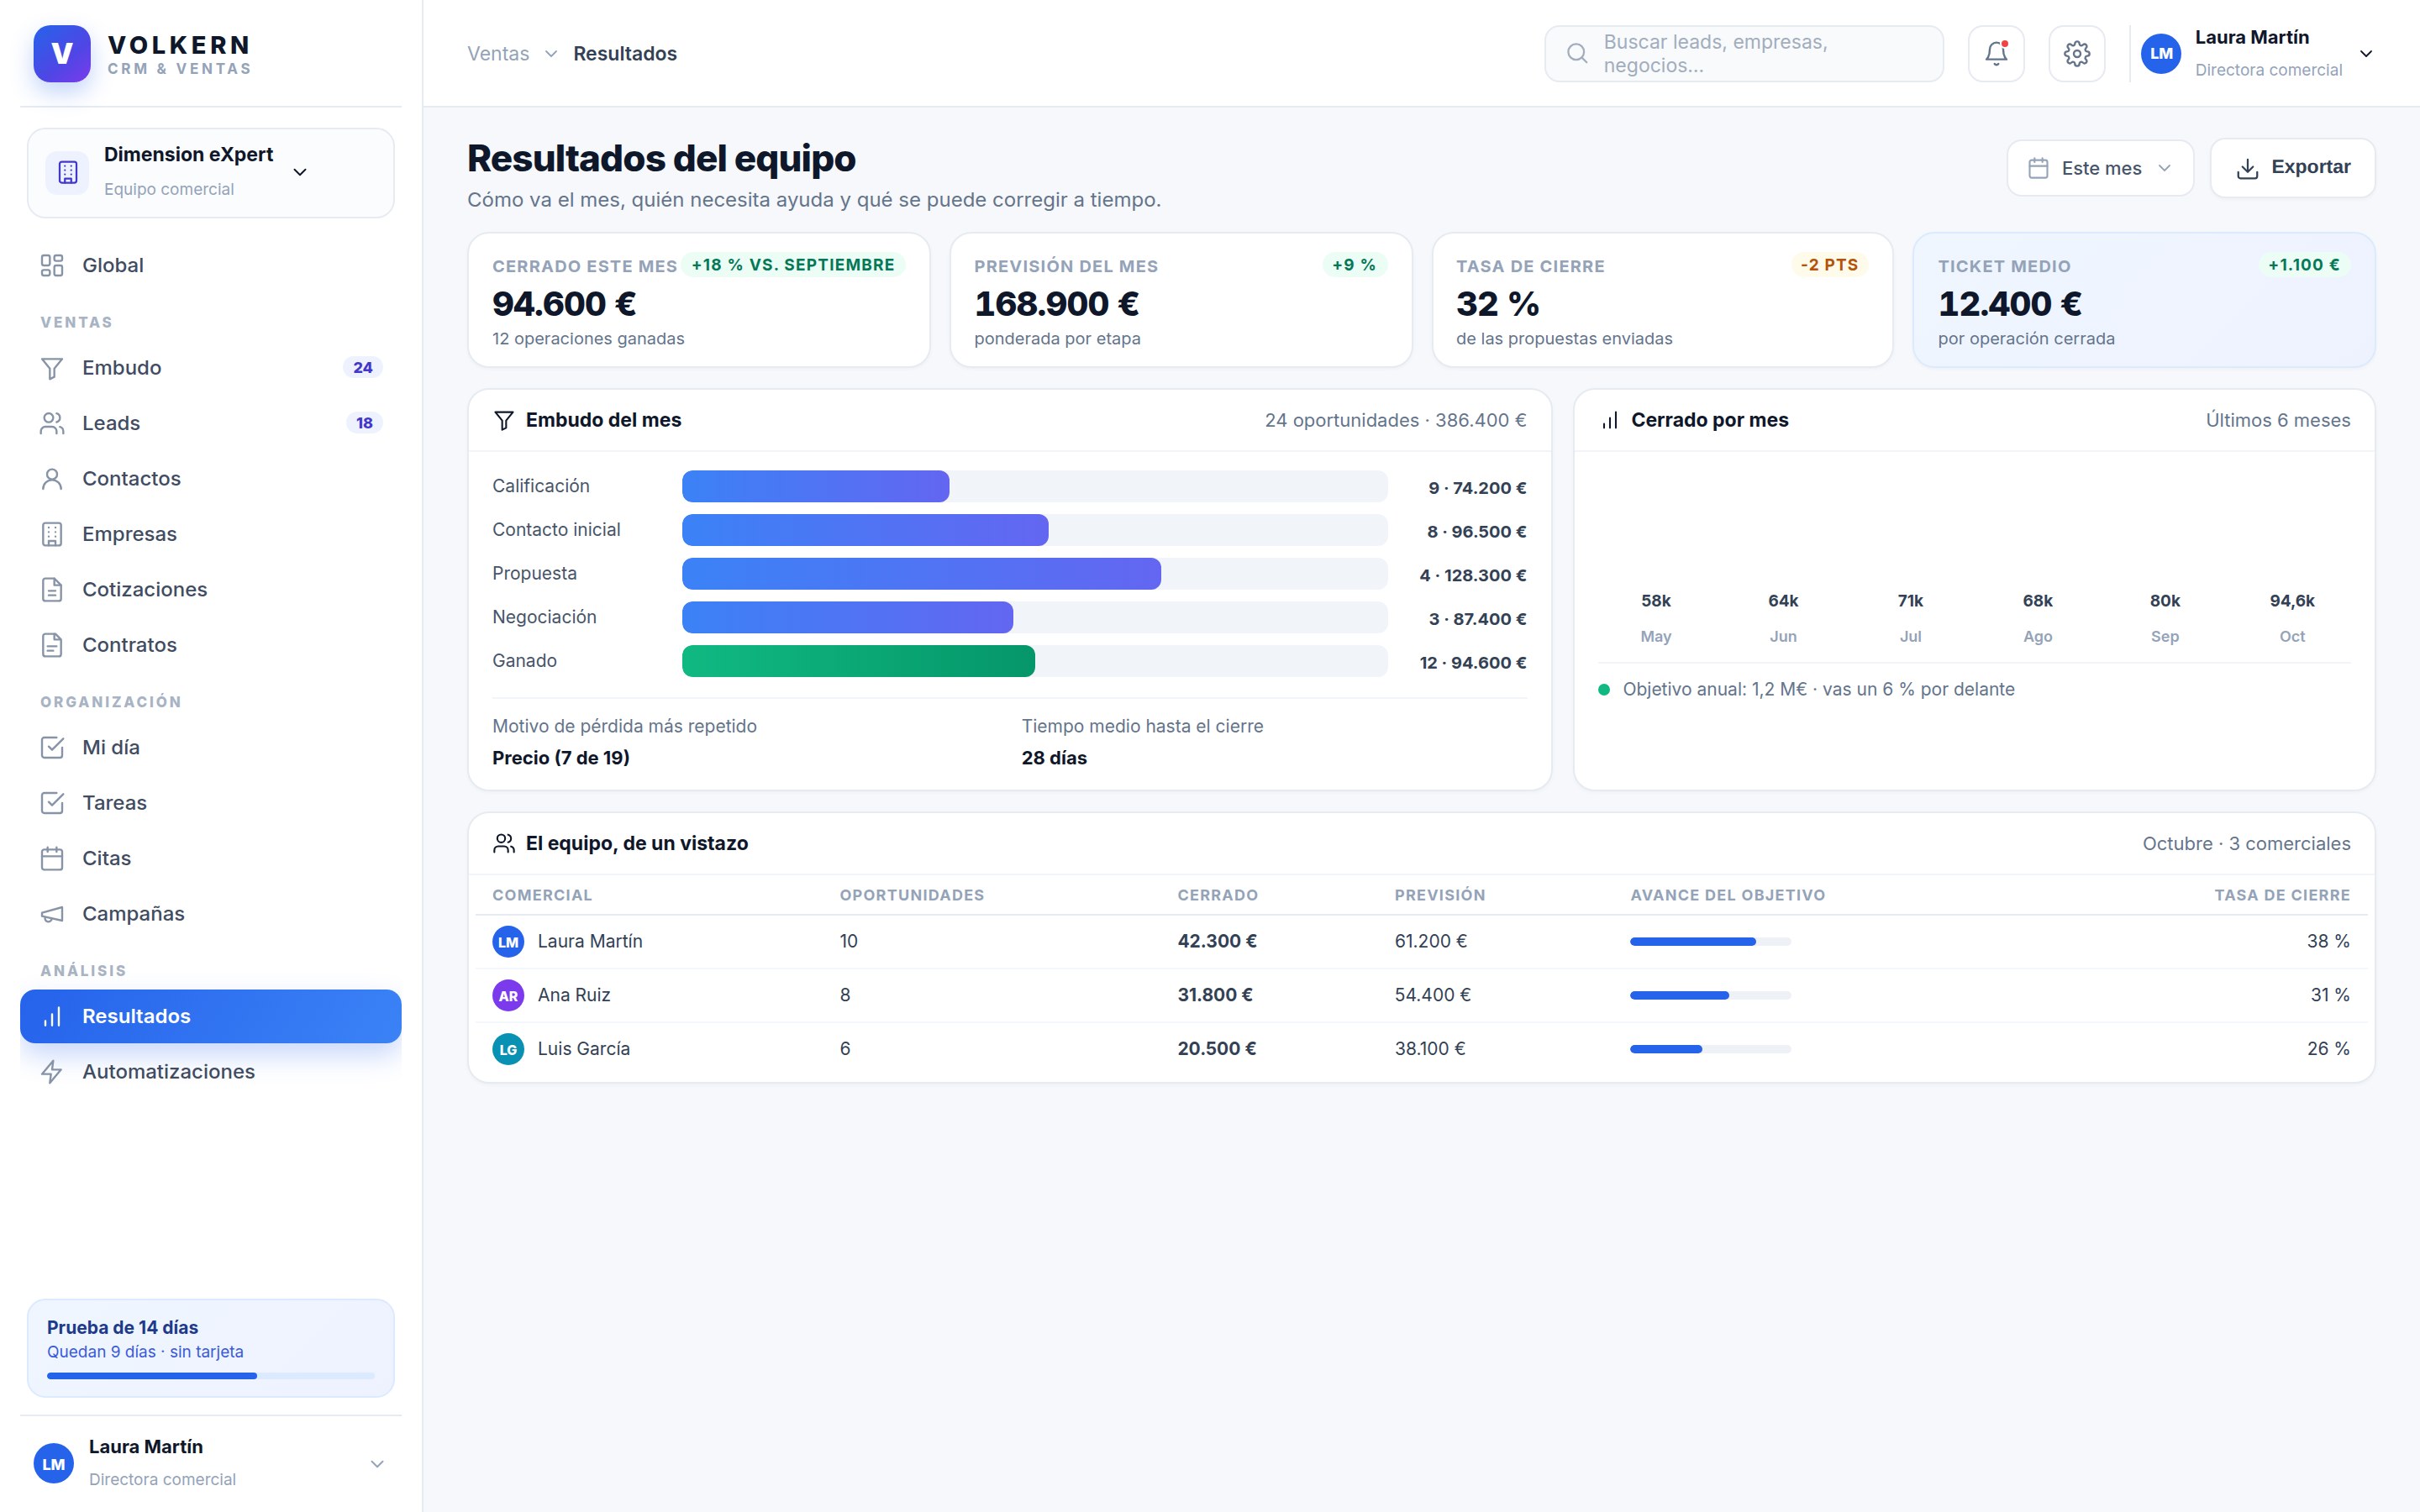 V
VOLKERN
CRM & VENTAS
Dimension eXpert
Equipo comercial
Global
VENTAS
Embudo 24
Leads 18
Contactos
Empresas
Cotizaciones
Contratos
ORGANIZACIÓN
Mi día
Tareas
Citas
Campañas
ANÁLISIS
Resultados
Automatizaciones
Prueba de 14 días
Quedan 9 días · sin tarjeta
LM
Laura Martín
Directora comercial
Ventas Resultados
Buscar leads, empresas,
negocios...
LM
Laura Martín
Directora comercial
Resultados del equipo
Cómo va el mes, quién necesita ayuda y qué se puede corregir a tiempo.
Este mes
Exportar
CERRADO ESTE MES +18 % VS. SEPTIEMBRE
94.600 €
12 operaciones ganadas
PREVISIÓN DEL MES +9 %
168.900 €
ponderada por etapa
TASA DE CIERRE -2 PTS
32 %
de las propuestas enviadas
TICKET MEDIO +1.100 €
12.400 €
por operación cerrada
Embudo del mes 24 oportunidades · 386.400 €
Calificación 9 · 74.200 €
Contacto inicial 8 · 96.500 €
Propuesta 4 · 128.300 €
Negociación 3 · 87.400 €
Ganado 12 · 94.600 €
Motivo de pérdida más repetido
Precio (7 de 19)
Tiempo medio hasta el cierre
28 días
Cerrado por mes Últimos 6 meses
58k 64k 71k 68k 80k 94,6k
May Jun Jul Ago Sep Oct
Objetivo anual: 1,2 M€ · vas un 6 % por delante
El equipo, de un vistazo Octubre · 3 comerciales
COMERCIAL OPORTUNIDADES CERRADO PREVISIÓN AVANCE DEL OBJETIVO TASA DE CIERRE
LM Laura Martín 10 42.300 € 61.200 € 38 %
AR Ana Ruiz 8 31.800 € 54.400 € 31 %
LG Luis García 6 20.500 € 38.100 € 26 %